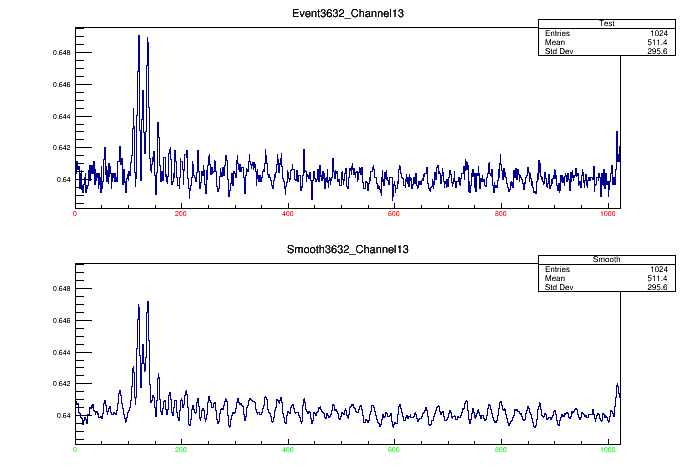 Event3632_Channel13
Test
Entries 1024
Mean 511.4
Std Dev 295.6
0.648
0.646
0.644
0.642
0.64
0 200 400 600 800 1000
Smooth3632_Channel13
Smooth
Entries 1024
Mean 511.4
Std Dev 295.6
0.648
0.646
0.644
0.642
0.64
0 200 400 600 800 1000